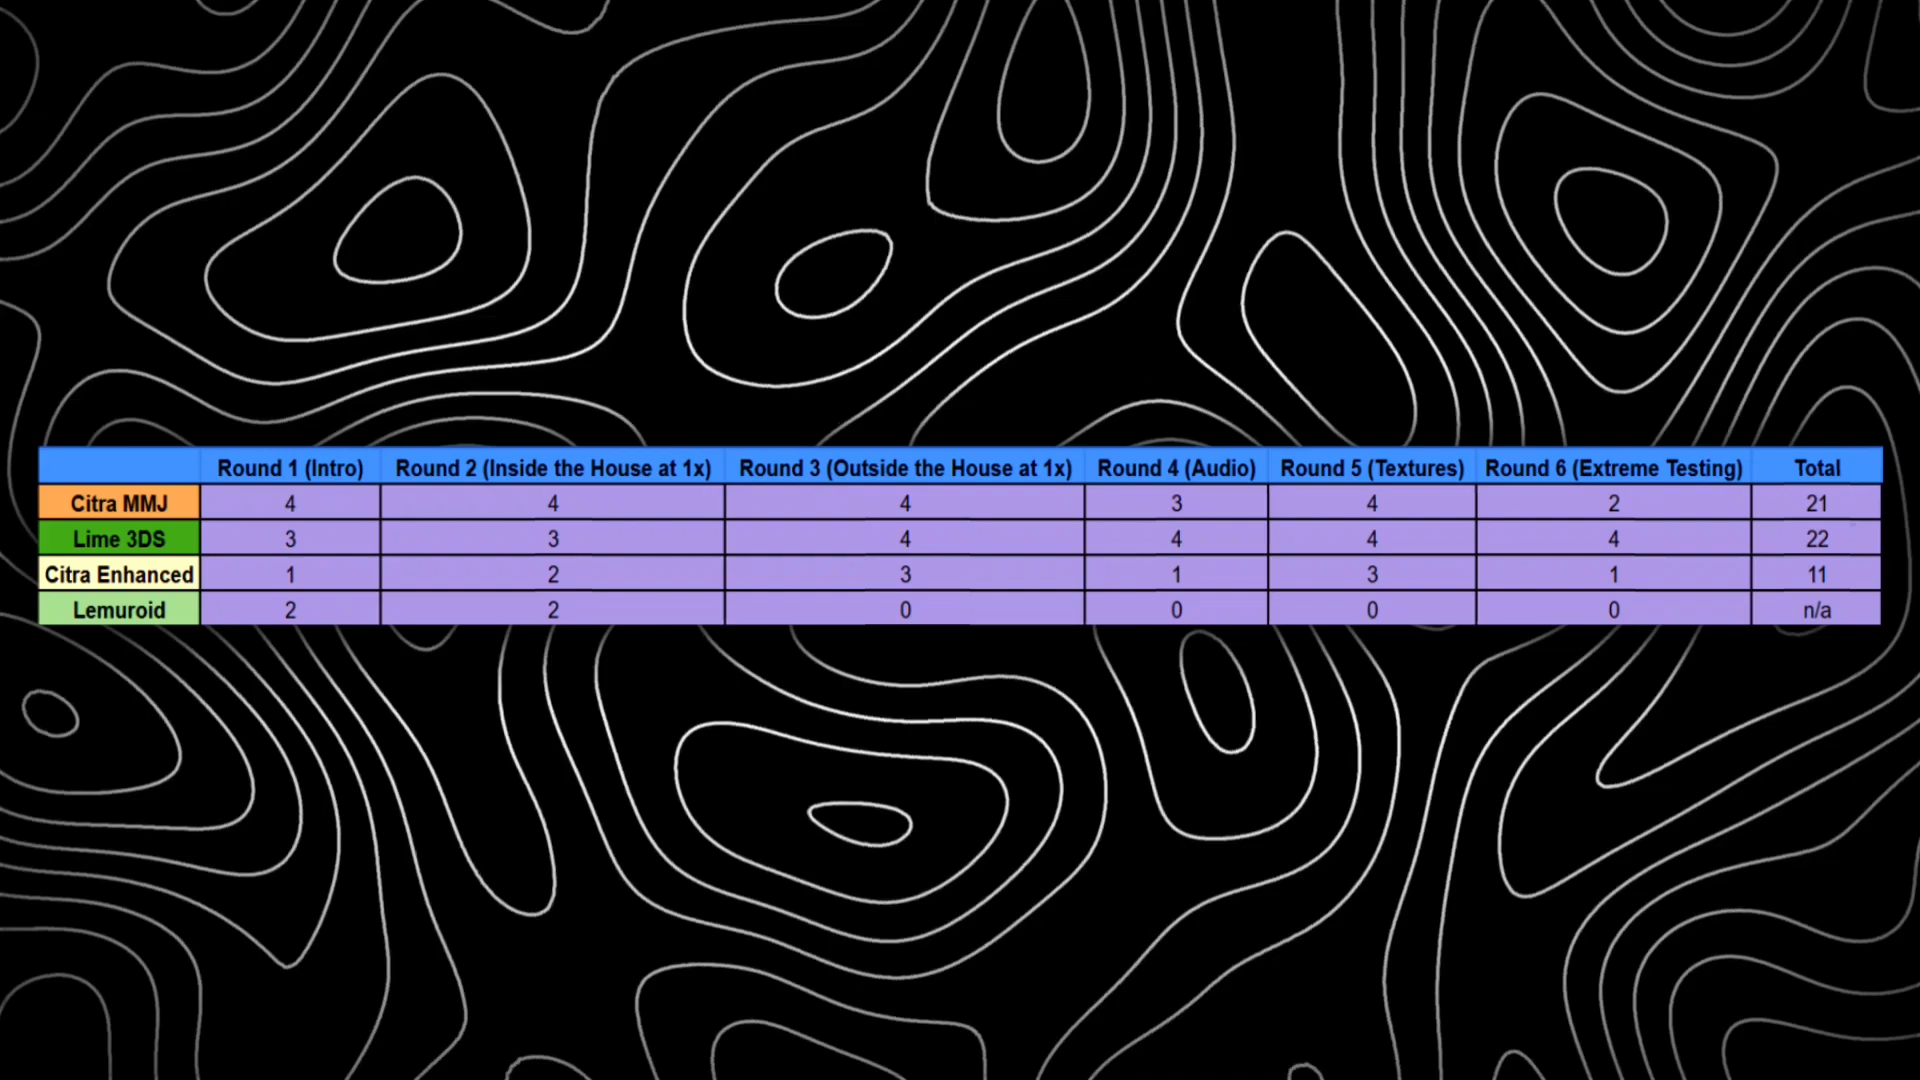 Round 1 (Intro) Round 2 (Inside the House at 1x) Round 3 (Outside the House at 1x) Round 4 (Audio) Round 5 (Textures) Round 6 (Extreme Testing) Total
Citra MMJ 4 4 4 3 4 2 21
Lime 3DS 3 3 4 4 4 4 22
Citra Enhanced 1 2 3 1 3 1 11
Lemuroid 2 2 0 0 0 0 n/a